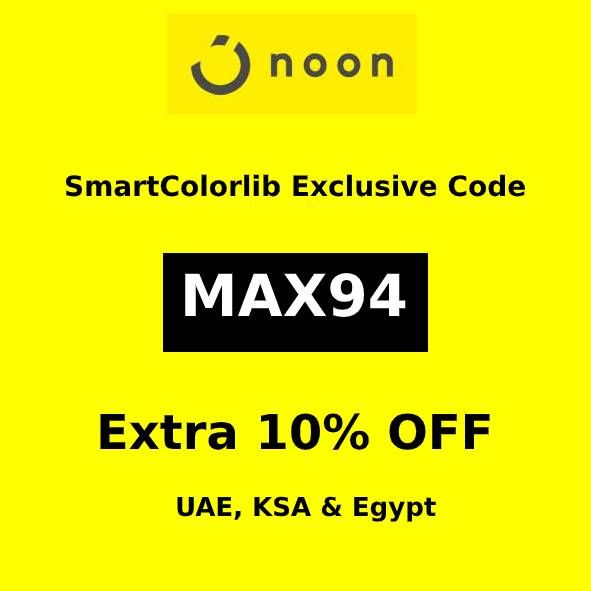 noon
SmartColorlib Exclusive Code
MAX94
Extra 10% OFF
UAE, KSA & Egypt